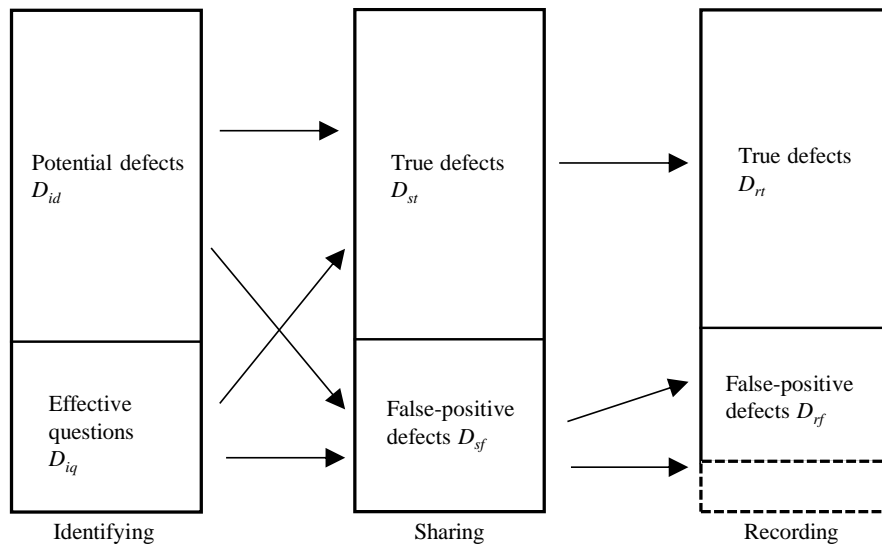 Potential defects
D_id
Effective
questions
D_iq
Identifying
True defects
D_st
False-positive
defects D_sf
Sharing
True defects
D_rt
False-positive
defects D_rf
Recording